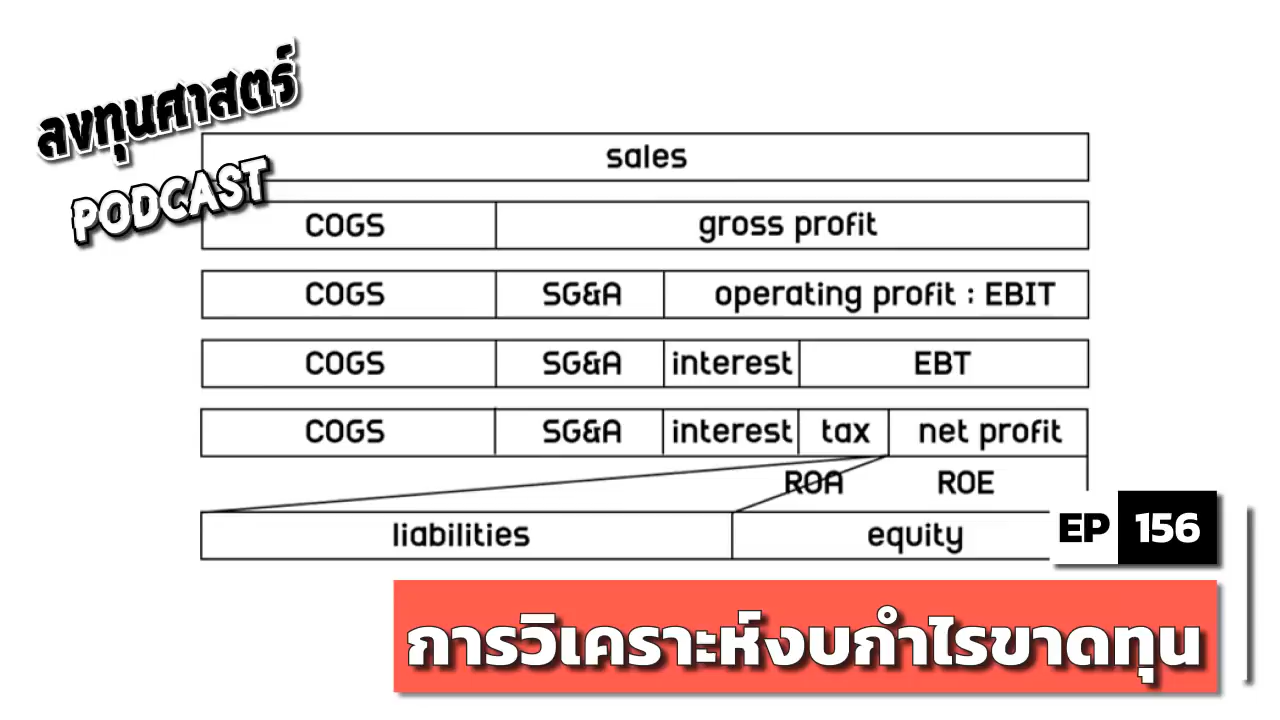 ลงทุนศาสตร์
PODCAST
sales
COGS gross profit
COGS SG&A operating profit : EBIT
COGS SG&A interest EBT
COGS SG&A interest tax net profit
ROA ROE
liabilities equity
EP 156
การวิเคราะห์งบกำไรขาดทุน